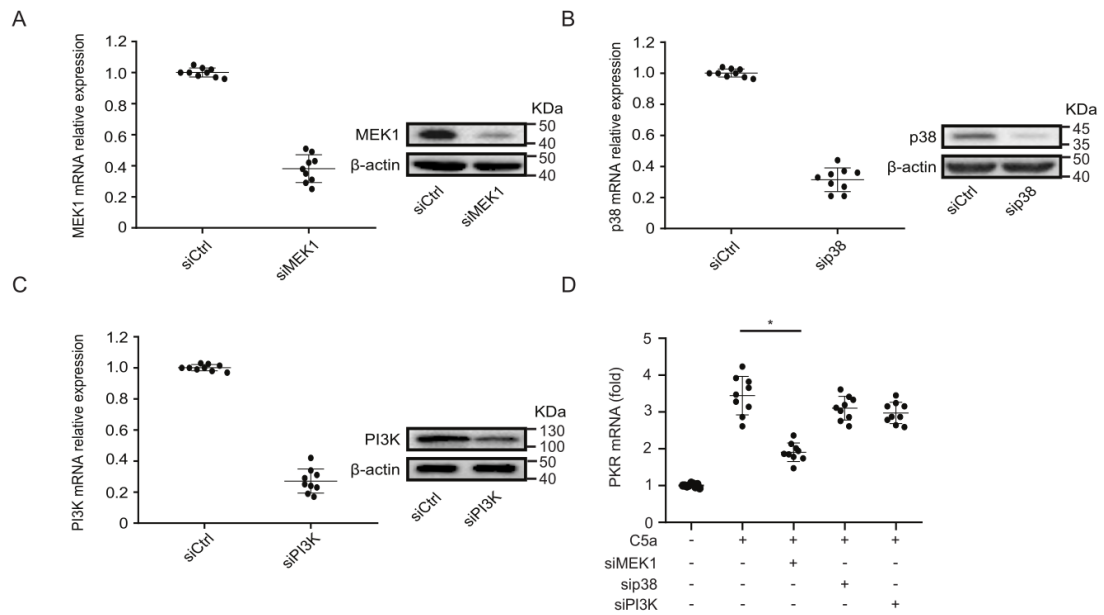 A
MEK1 mRNA relative expression
1.2
1.0
0.8
0.6
0.4
0.2
0
siCtrl
siMEK1
KDa
MEK1
50
40
β-actin
50
40
siCtrl
siMEK1
B
p38 mRNA relative expression
1.2
1.0
0.8
0.6
0.4
0.2
0
siCtrl
sip38
KDa
p38
45
35
β-actin
50
40
siCtrl
sip38
C
PI3K mRNA relative expression
1.2
1.0
0.8
0.6
0.4
0.2
0
siCtrl
siPI3K
KDa
PI3K
130
100
β-actin
50
40
siCtrl
siPI3K
D
PKR mRNA (fold)
5
4
3
2
1
0
*
C5a - + + + +
siMEK1 - - + - -
sip38 - - - + -
siPI3K - - - - +